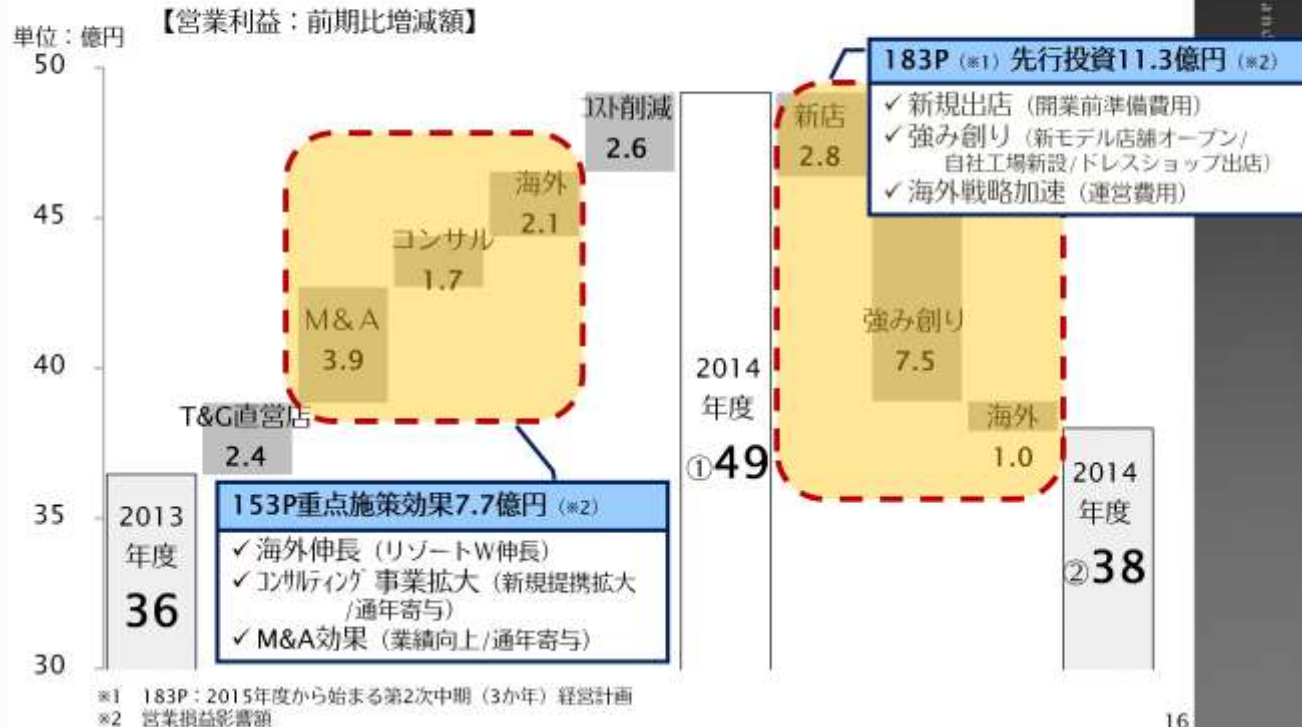 【営業利益：前期比増減額】
単位：億円
50
45
40
35
30
2013
年度
36
T&G直営店
2.4
M&A
3.9
コンサル
1.7
海外
2.1
コスト削減
2.6
2014
年度
①49
新店
2.8
強み創り
7.5
海外
1.0
2014
年度
②38
183P（※1）先行投資11.3億円（※2）
✓ 新規出店（開業前準備費用）
✓ 強み創り（新モデル店舗オープン/
自社工場新設/ドレスショップ出店）
✓ 海外戦略加速（運営費用）
153P重点施策効果7.7億円（※2）
✓ 海外伸長（リゾートW伸長）
✓ コンサルティング 事業拡大（新規提携拡大
/通年寄与）
✓ M&A効果（業績向上/通年寄与）
※1 183P：2015年度から始まる第2次中期（3か年）経営計画
※2 営業損益影響額
16